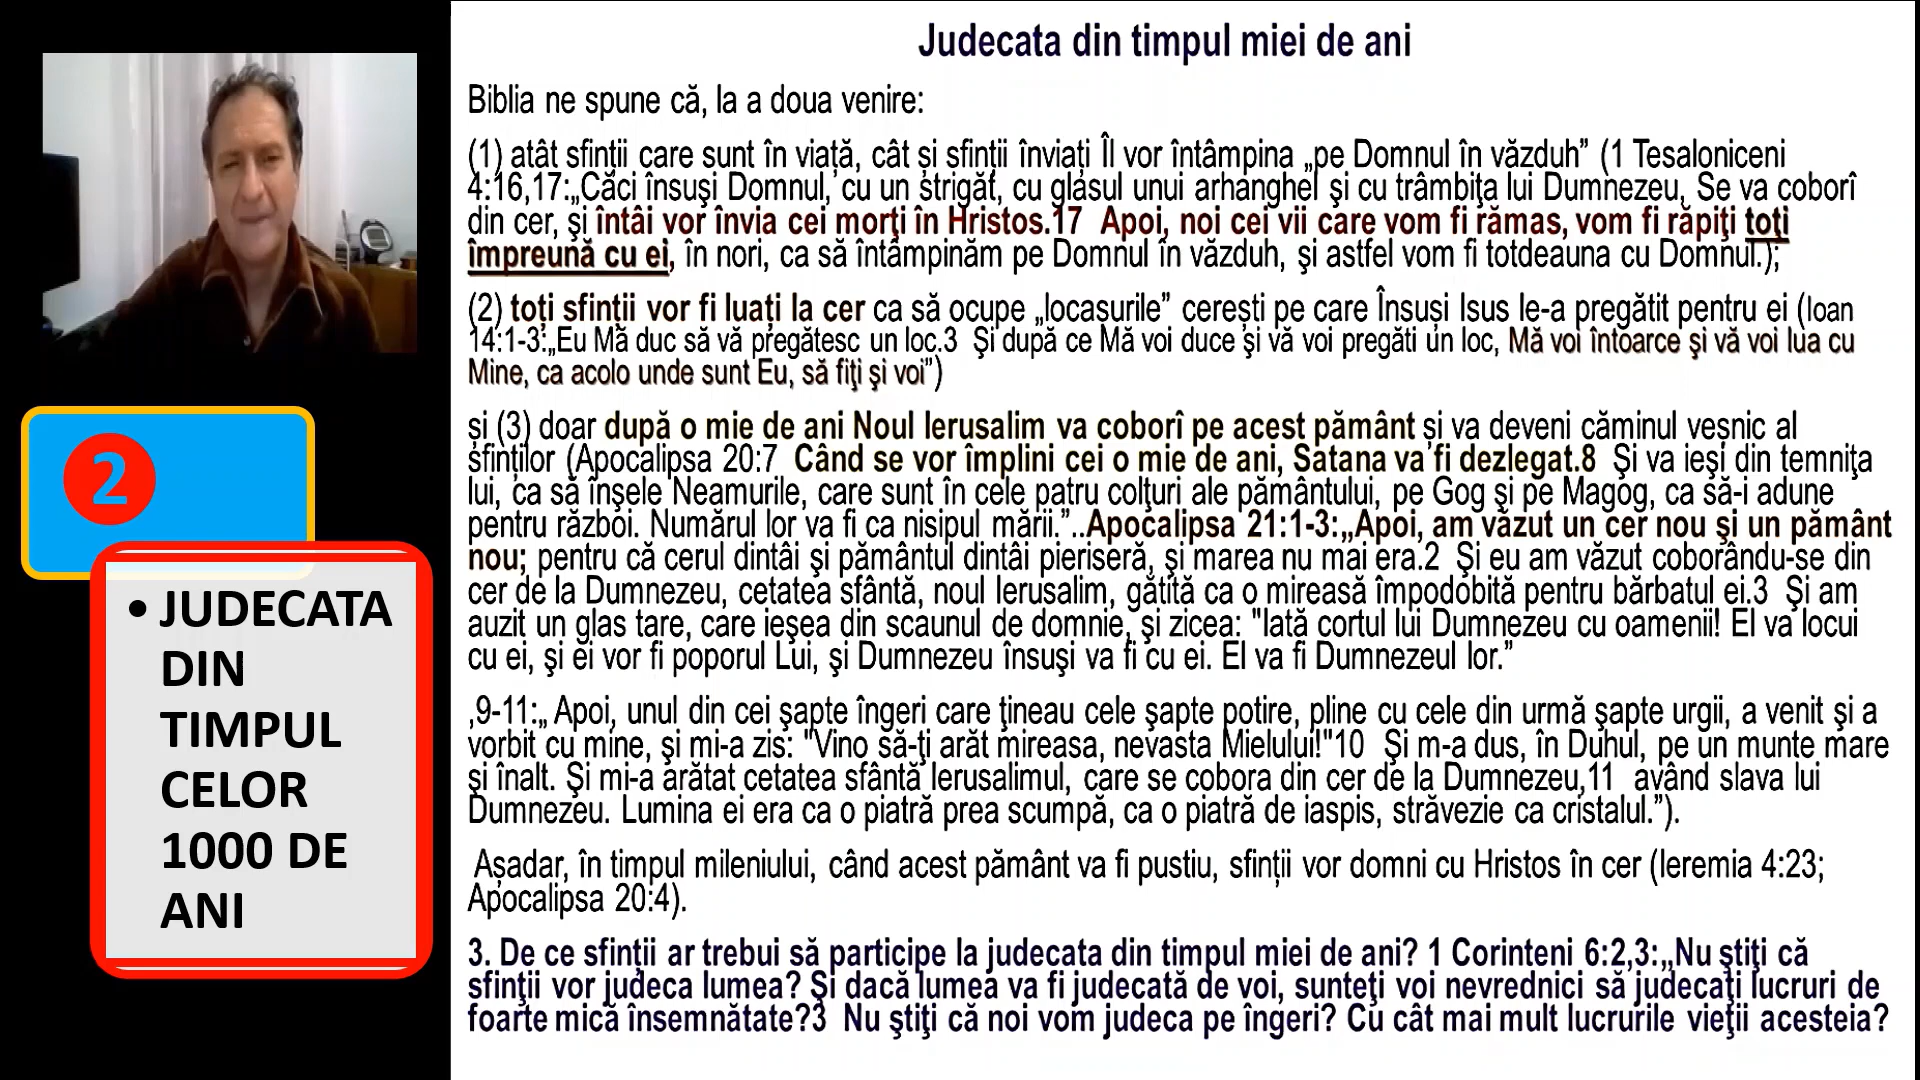 2
• JUDECATA
DIN
TIMPUL
CELOR
1000 DE
ANI
Judecata din timpul miei de ani
Biblia ne spune că, la a doua venire:
(1) atât sfinții care sunt în viață, cât și sfinții înviați Îl vor întâmpina „pe Domnul în văzduh” (1 Tesaloniceni
4:16,17:„Căci însuşi Domnul, cu un strigăt, cu glasul unui arhanghel şi cu trâmbiţa lui Dumnezeu, Se va coborî
din cer, şi întâi vor învia cei morţi în Hristos.17 Apoi, noi cei vii care vom fi rămas, vom fi răpiţi toţi
împreună cu ei, în nori, ca să întâmpinăm pe Domnul în văzduh, şi astfel vom fi totdeauna cu Domnul.);
(2) toți sfinții vor fi luați la cer ca să ocupe „locașurile” cerești pe care Însuși Isus le-a pregătit pentru ei (Ioan
14:1-3:„Eu Mă duc să vă pregătesc un loc.3 Şi după ce Mă voi duce şi vă voi pregăti un loc, Mă voi întoarce şi vă voi lua cu
Mine, ca acolo unde sunt Eu, să fiţi şi voi”)
și (3) doar după o mie de ani Noul Ierusalim va coborî pe acest pământ și va deveni căminul veșnic al
sfinților (Apocalipsa 20:7 Când se vor împlini cei o mie de ani, Satana va fi dezlegat.8 Şi va ieşi din temniţa
lui, ca să înşele Neamurile, care sunt în cele patru colţuri ale pământului, pe Gog şi pe Magog, ca să-i adune
pentru război. Numărul lor va fi ca nisipul mării.”..Apocalipsa 21:1-3:„Apoi, am văzut un cer nou şi un pământ
nou; pentru că cerul dintâi şi pământul dintâi pieriseră, şi marea nu mai era.2 Şi eu am văzut coborându-se din
cer de la Dumnezeu, cetatea sfântă, noul Ierusalim, gătită ca o mireasă împodobită pentru bărbatul ei.3 Şi am
auzit un glas tare, care ieşea din scaunul de domnie, şi zicea: "Iată cortul lui Dumnezeu cu oamenii! El va locui
cu ei, şi ei vor fi poporul Lui, şi Dumnezeu însuşi va fi cu ei. El va fi Dumnezeul lor.”
,9-11:„ Apoi, unul din cei şapte îngeri care ţineau cele şapte potire, pline cu cele din urmă şapte urgii, a venit şi a
vorbit cu mine, şi mi-a zis: "Vino să-ţi arăt mireasa, nevasta Mielului!"10 Şi m-a dus, în Duhul, pe un munte mare
şi înalt. Şi mi-a arătat cetatea sfântă Ierusalimul, care se cobora din cer de la Dumnezeu,11 având slava lui
Dumnezeu. Lumina ei era ca o piatră prea scumpă, ca o piatră de iaspis, străvezie ca cristalul.”).
Așadar, în timpul mileniului, când acest pământ va fi pustiu, sfinții vor domni cu Hristos în cer (Ieremia 4:23;
Apocalipsa 20:4).
3. De ce sfinții ar trebui să participe la judecata din timpul miei de ani? 1 Corinteni 6:2,3:„Nu ştiţi că
sfinţii vor judeca lumea? Şi dacă lumea va fi judecată de voi, sunteţi voi nevrednici să judecaţi lucruri de
foarte mică însemnătate?3 Nu ştiţi că noi vom judeca pe îngeri? Cu cât mai mult lucrurile vieţii acesteia?